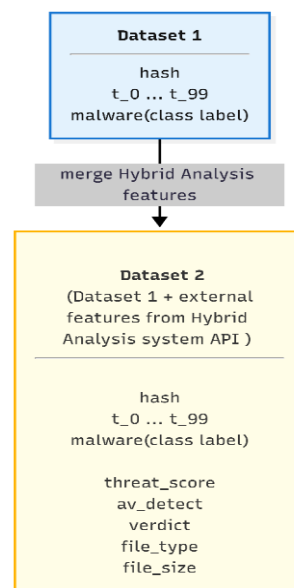 Dataset 1
hash
t_0 ... t_99
malware(class label)
merge Hybrid Analysis
features
Dataset 2
(Dataset 1 + external
features from Hybrid
Analysis system API )
hash
t_0 ... t_99
malware(class label)
threat_score
av_detect
verdict
file_type
file_size